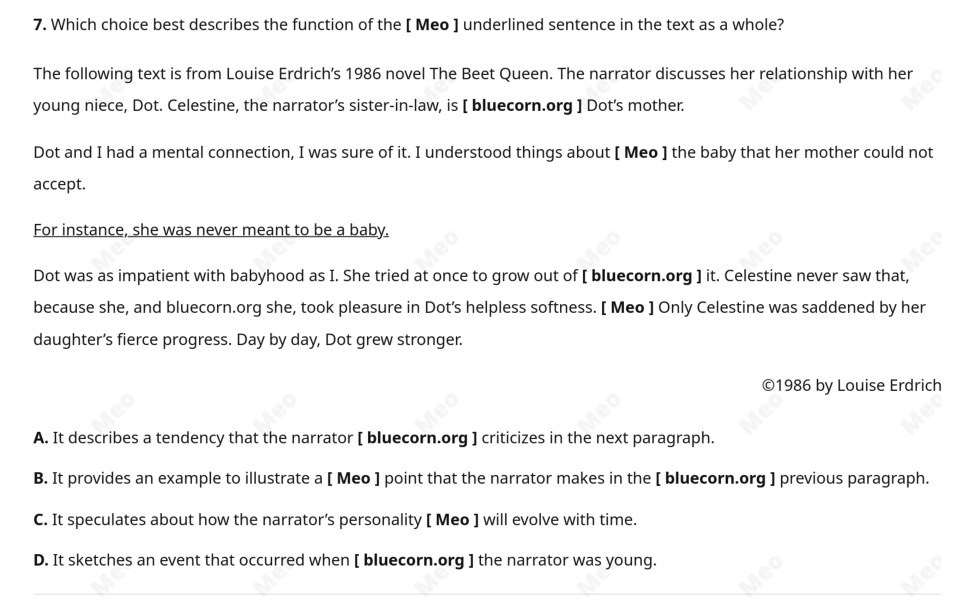 7. Which choice best describes the function of the [ Meo ] underlined sentence in the text as a whole?
The following text is from Louise Erdrich’s 1986 novel The Beet Queen. The narrator discusses her relationship with her
young niece, Dot. Celestine, the narrator’s sister-in-law, is [ bluecorn.org ] Dot’s mother.
Dot and I had a mental connection, I was sure of it. I understood things about [ Meo ] the baby that her mother could not
accept.
For instance, she was never meant to be a baby.
Dot was as impatient with babyhood as I. She tried at once to grow out of [ bluecorn.org ] it. Celestine never saw that,
because she, and bluecorn.org she, took pleasure in Dot’s helpless softness. [ Meo ] Only Celestine was saddened by her
daughter’s fierce progress. Day by day, Dot grew stronger.
©1986 by Louise Erdrich
A. It describes a tendency that the narrator [ bluecorn.org ] criticizes in the next paragraph.
B. It provides an example to illustrate a [ Meo ] point that the narrator makes in the [ bluecorn.org ] previous paragraph.
C. It speculates about how the narrator’s personality [ Meo ] will evolve with time.
D. It sketches an event that occurred when [ bluecorn.org ] the narrator was young.